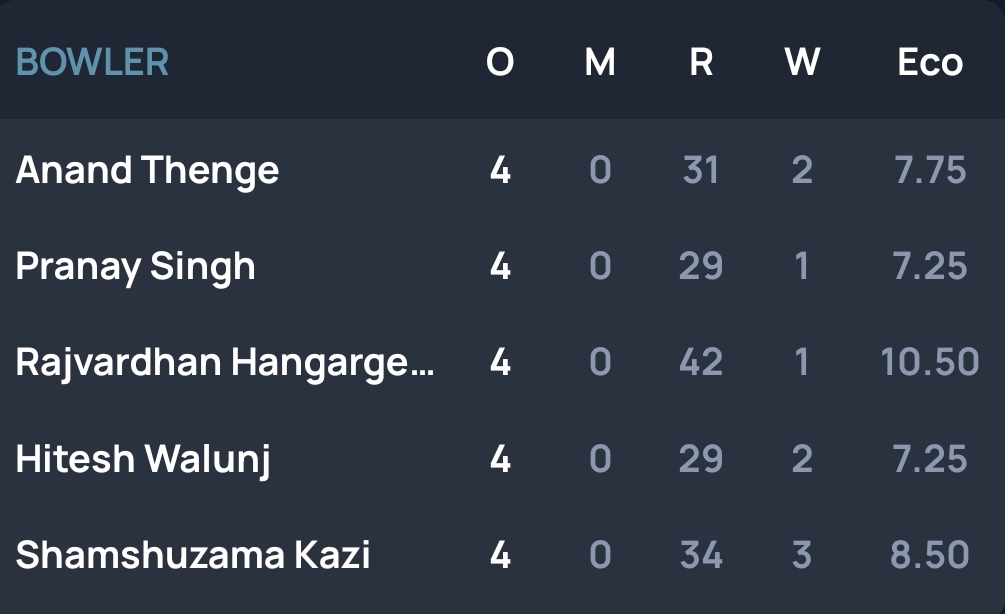 BOWLER O M R W Eco
Anand Thenge 4 0 31 2 7.75
Pranay Singh 4 0 29 1 7.25
Rajvardhan Hangarge... 4 0 42 1 10.50
Hitesh Walunj 4 0 29 2 7.25
Shamshuzama Kazi 4 0 34 3 8.50